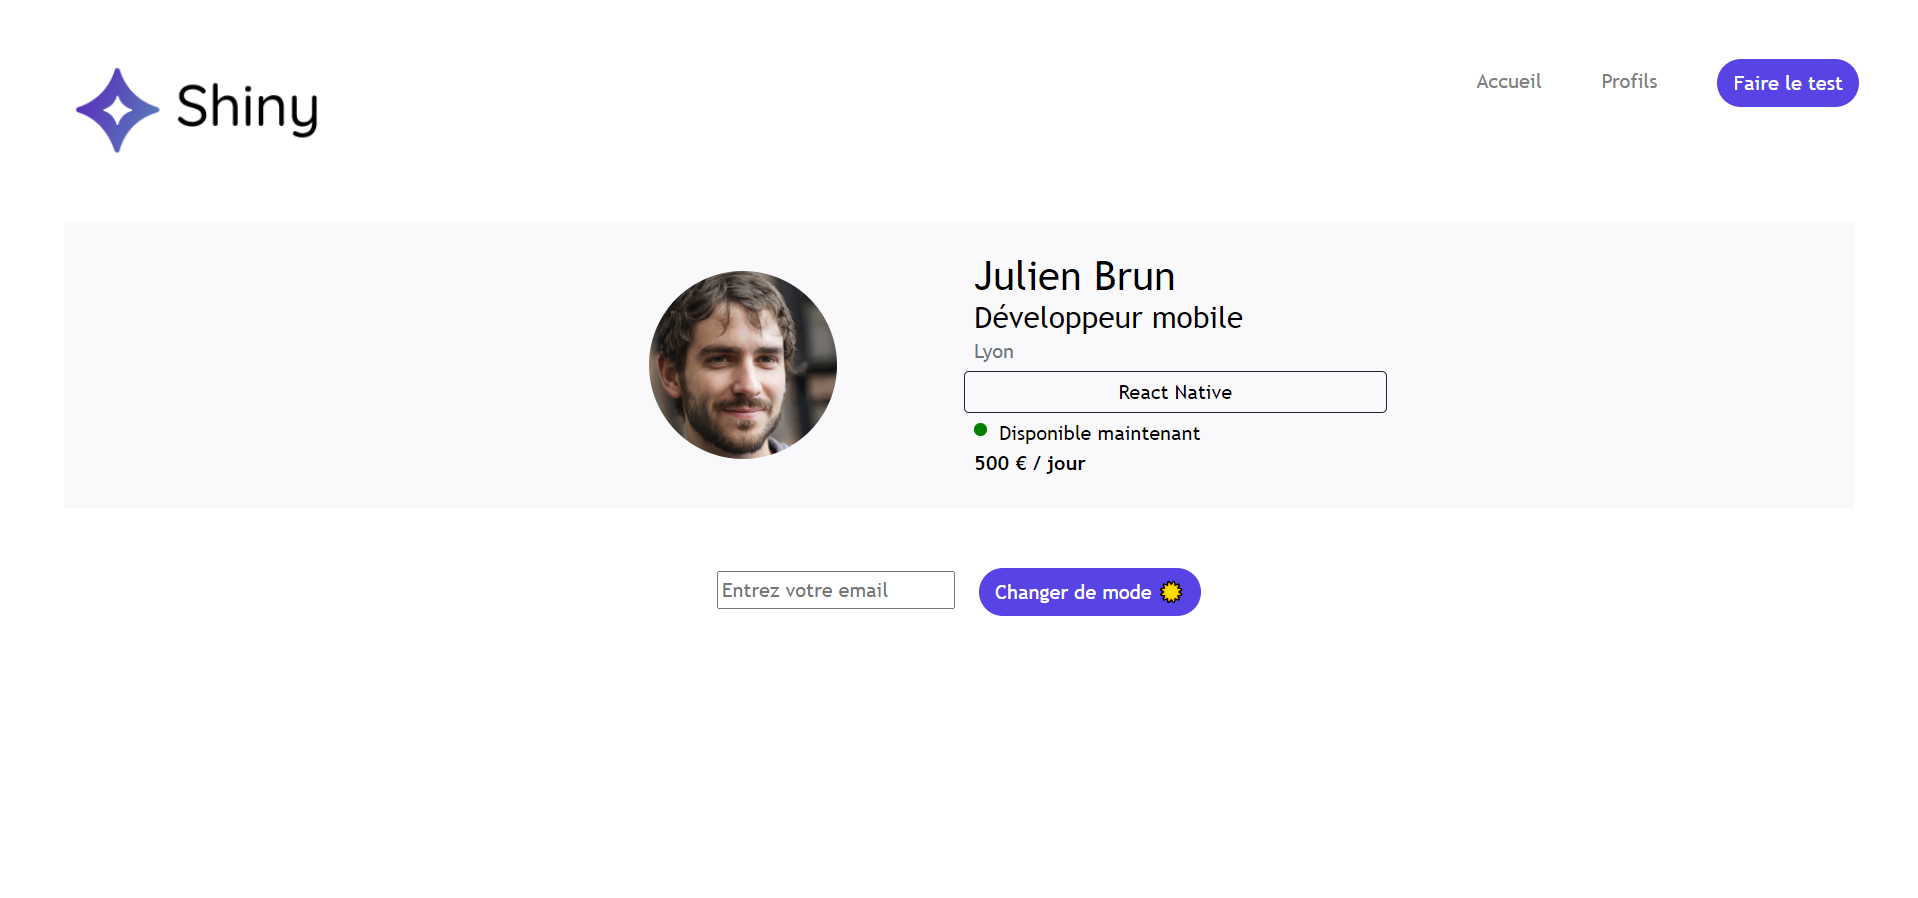 Shiny
Accueil
Profils
Faire le test
Julien Brun
Développeur mobile
Lyon
React Native
Disponible maintenant
500 € / jour
Entrez votre email
Changer de mode